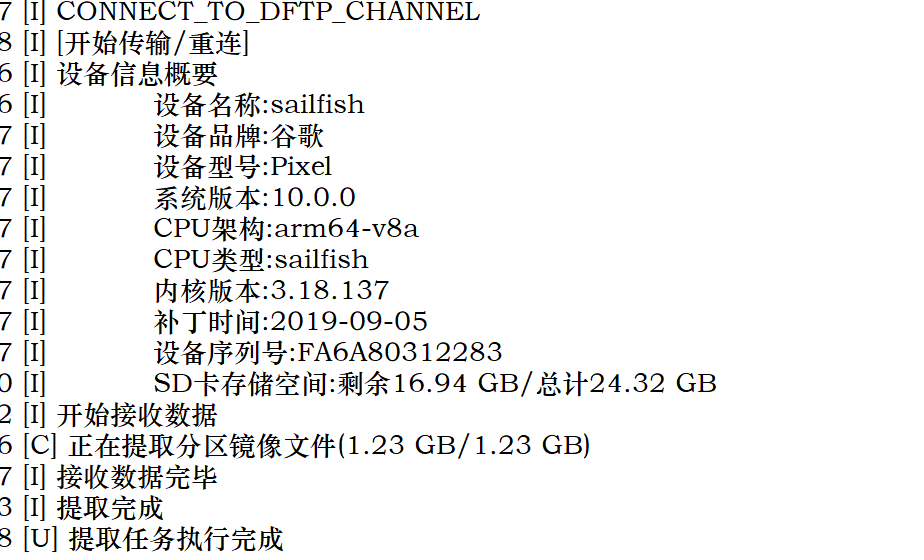 7 [I] CONNECT_TO_DFTP_CHANNEL
8 [I] [开始传输/重连]
6 [I] 设备信息概要
6 [I] 设备名称:sailfish
7 [I] 设备品牌:谷歌
7 [I] 设备型号:Pixel
7 [I] 系统版本:10.0.0
7 [I] CPU架构:arm64-v8a
7 [I] CPU类型:sailfish
7 [I] 内核版本:3.18.137
7 [I] 补丁时间:2019-09-05
7 [I] 设备序列号:FA6A80312283
0 [I] SD卡存储空间:剩余16.94 GB/总计24.32 GB
2 [I] 开始接收数据
6 [C] 正在提取分区镜像文件(1.23 GB/1.23 GB)
7 [I] 接收数据完毕
3 [I] 提取完成
8 [U] 提取任务执行完成